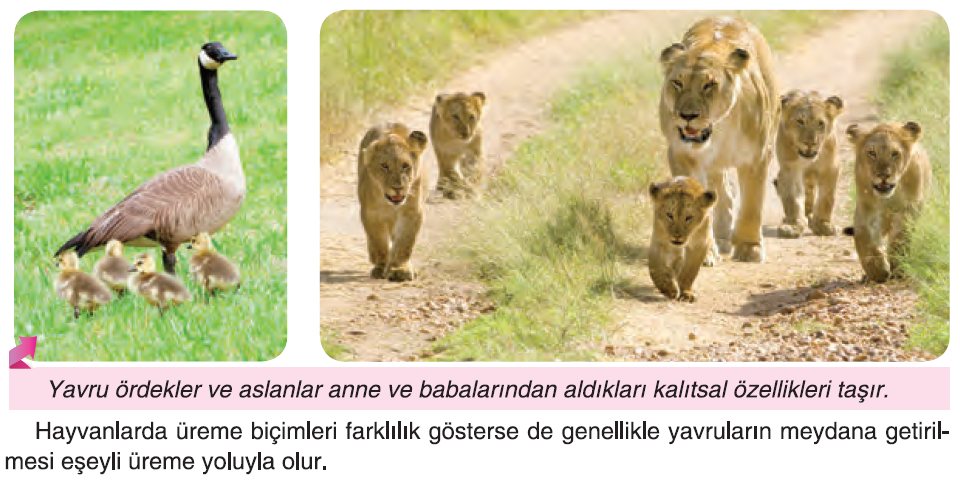 Yavru ördekler ve aslanlar anne ve babalarından aldıkları kalıtsal özellikleri taşır.
Hayvanlarda üreme biçimleri farklılık gösterse de genellikle yavruların meydana getiril-
mesi eşeyli üreme yoluyla olur.